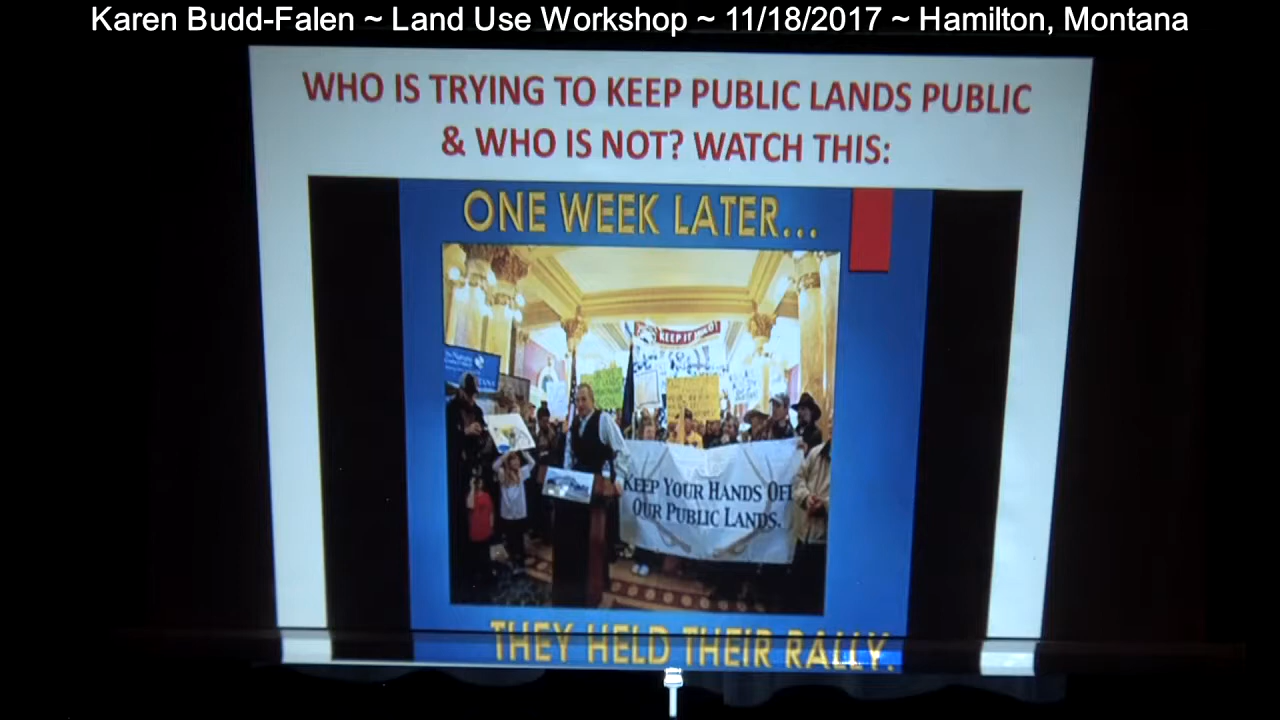 Karen Budd-Falen ~ Land Use Workshop ~ 11/18/2017 ~ Hamilton, Montana
WHO IS TRYING TO KEEP PUBLIC LANDS PUBLIC
& WHO IS NOT? WATCH THIS:
ONE WEEK LATER...
KEEP IT
KEEP YOUR HANDS OFF
OUR PUBLIC LANDS.
THEY HELD THEIR RALLY.